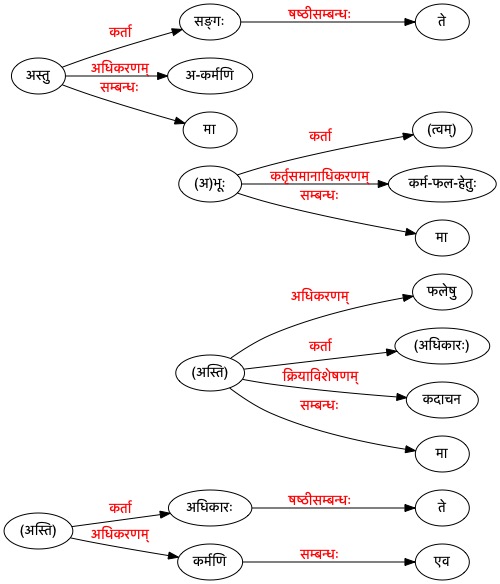 कर्ता
सङ्गः
षष्ठीसम्बन्धः
ते
अस्तु
अधिकरणम्
अ-कर्मणि
सम्बन्धः
मा
(अ)भूः
कर्ता
(त्वम्)
कर्तृसमानाधिकरणम्
कर्म-फल-हेतुः
सम्बन्धः
मा
(अस्ति)
अधिकरणम्
फलेषु
कर्ता
(अधिकारः)
क्रियाविशेषणम्
कदाचन
सम्बन्धः
मा
(अस्ति)
कर्ता
अधिकारः
षष्ठीसम्बन्धः
ते
अधिकरणम्
कर्मणि
सम्बन्धः
एव